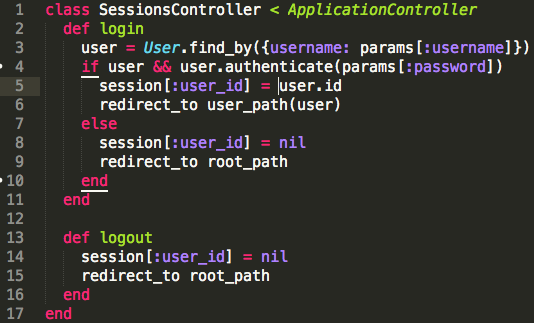 1 class SessionsController < ApplicationController
2   def login
3     user = User.find_by({username: params[:username]})
4     if user && user.authenticate(params[:password])
5       session[:user_id] = user.id
6       redirect_to user_path(user)
7     else
8       session[:user_id] = nil
9       redirect_to root_path
10     end
11   end
12
13   def logout
14     session[:user_id] = nil
15     redirect_to root_path
16   end
17 end